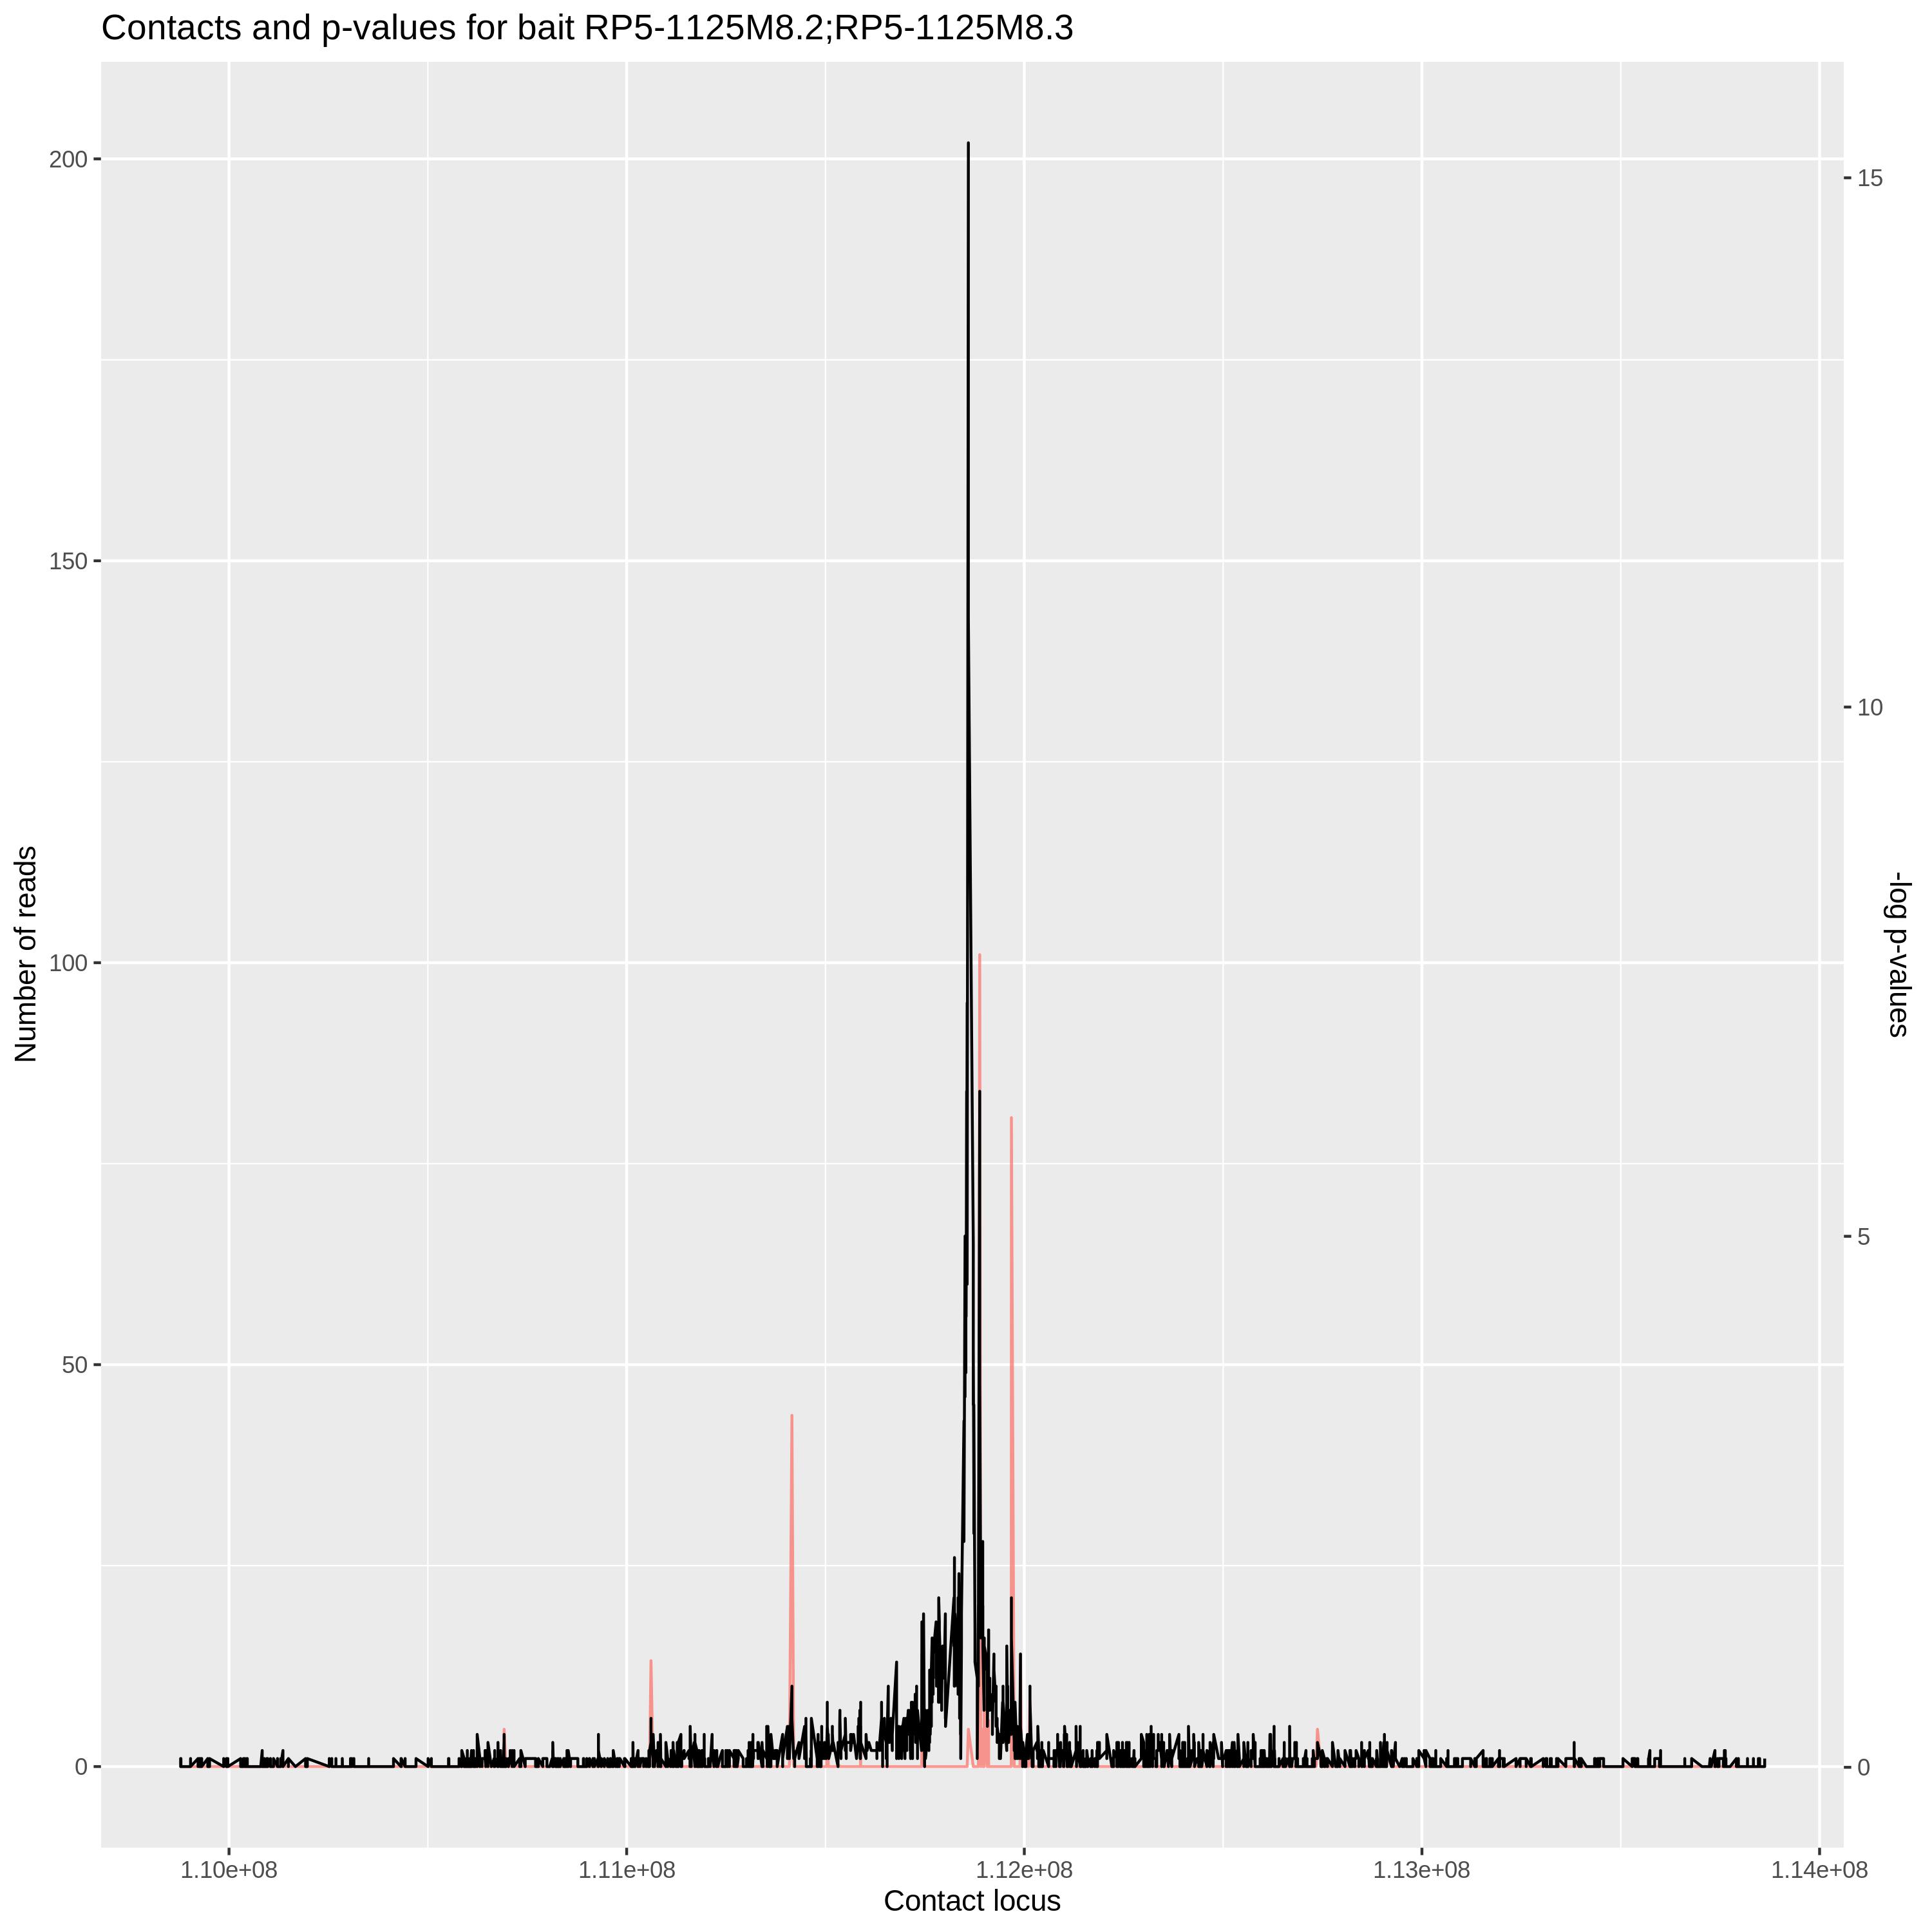 Contacts and p-values for bait RP5-1125M8.2;RP5-1125M8.3
200
150
100
50
0
Number of reads
15
10
5
0
-log p-values
1.10e+08
1.11e+08
1.12e+08
1.13e+08
1.14e+08
Contact locus